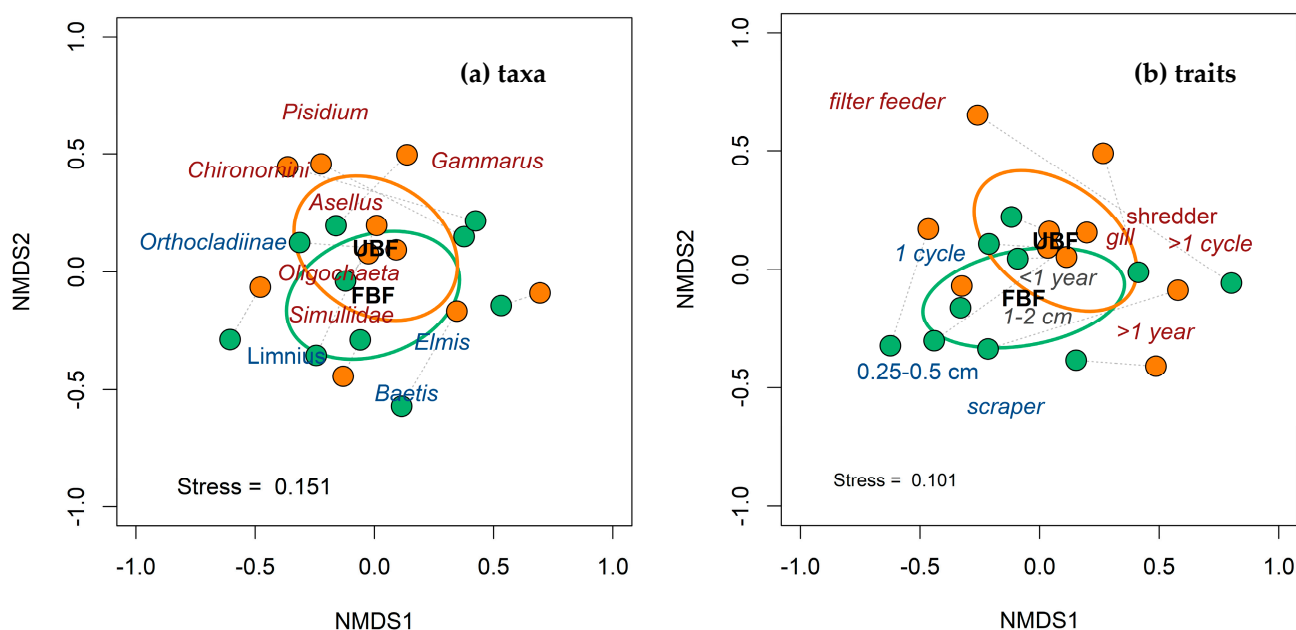 (a) taxa
Pisidium
Gammarus
Chironomini
Asellus
Orthocladiinae
UBF
Oligochaeta
FBF
Simuliidae
Elmis
Limnius
Baetis
Stress = 0.151
1.0
0.5
0.0
-0.5
-1.0
NMDS2
-1.0
-0.5
0.0
0.5
1.0
NMDS1
(b) traits
filter feeder
shredder
gill
>1 cycle
UBF
1 cycle
<1 year
FBF
1-2 cm
>1 year
0.25-0.5 cm
scraper
Stress = 0.101
1.0
0.5
0.0
-0.5
-1.0
NMDS2
-1.0
-0.5
0.0
0.5
1.0
NMDS1